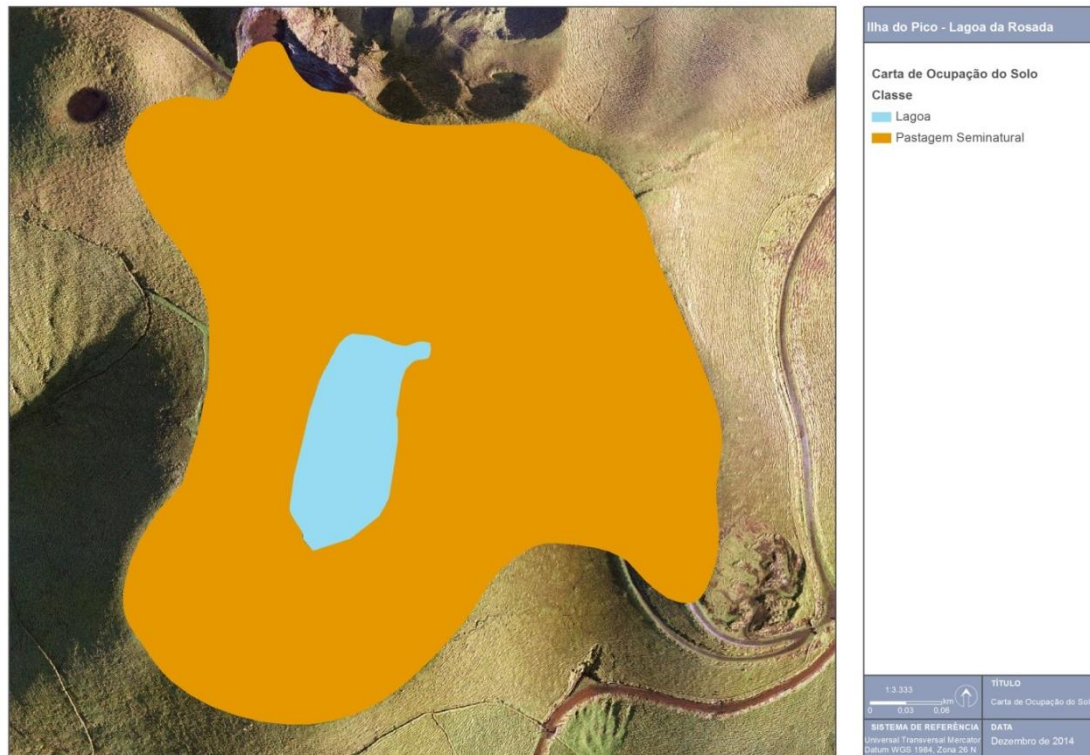 Ilha do Pico - Lagoa da Rosada
Carta de Ocupação do Solo
Classe
Lagoa
Pastagem Seminatural
1:3.333
km
0 0,03 0,06
TÍTULO
Carta de Ocupação do Solo
SISTEMA DE REFERÊNCIA
Universal Transversal Mercator
Datum WGS 1984, Zona 26 N
DATA
Dezembro de 2014